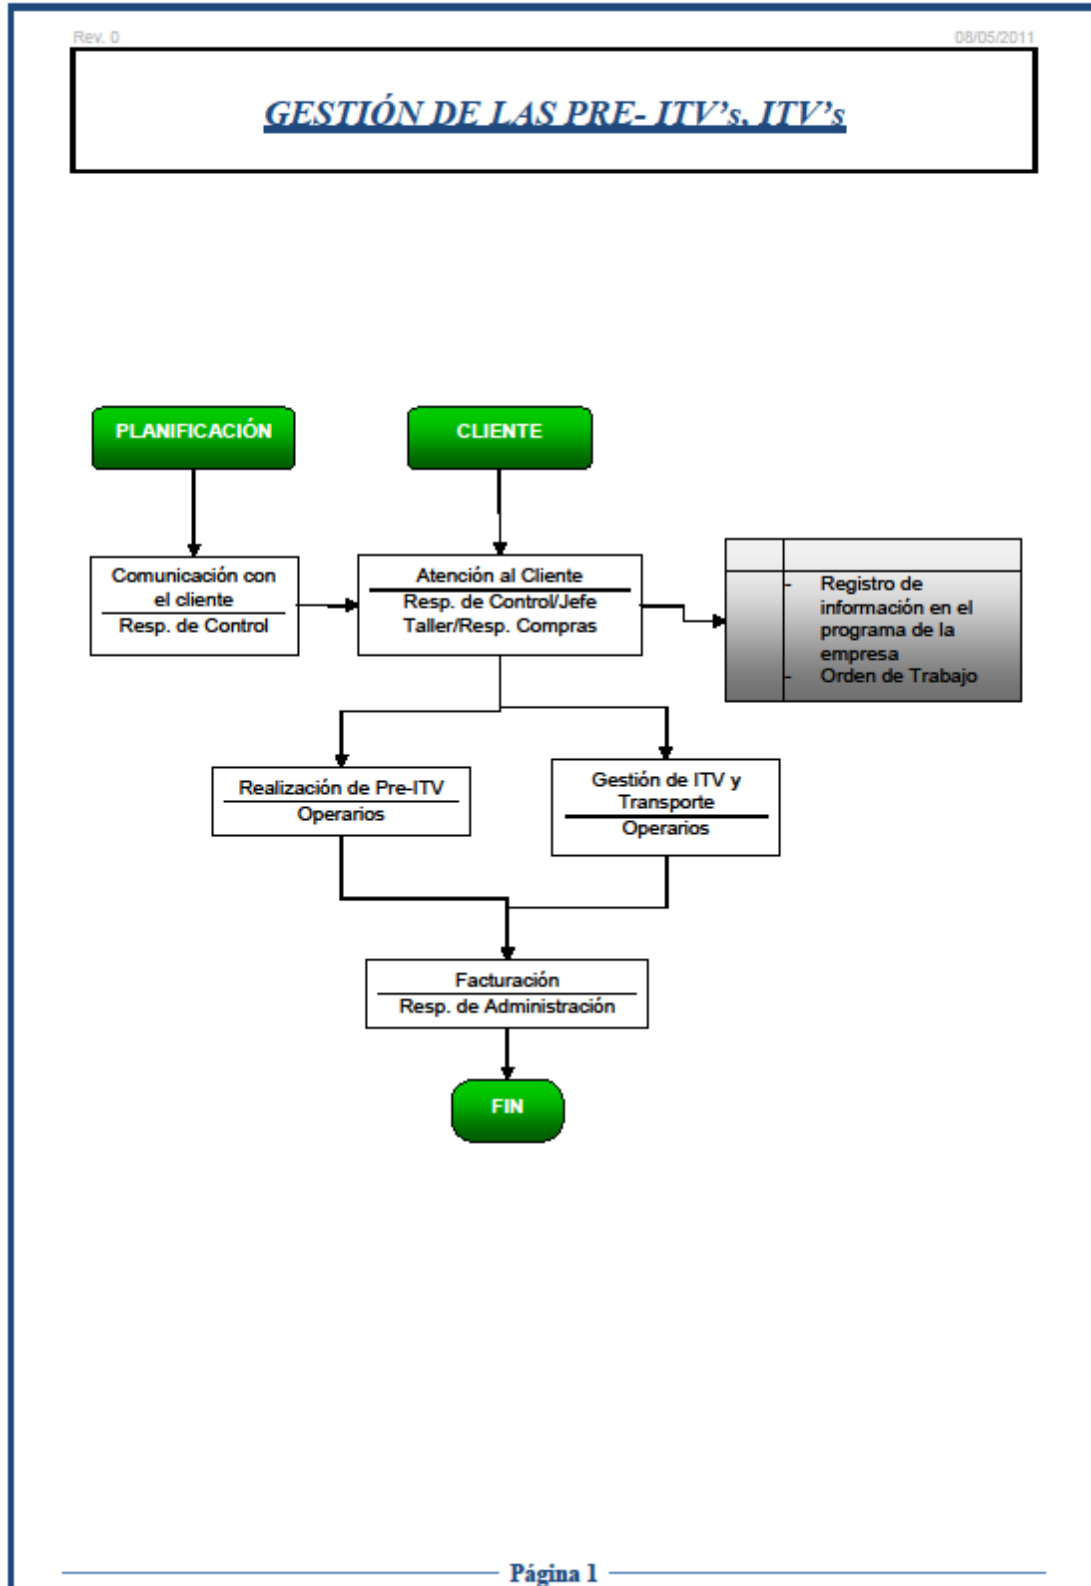 Rev. 0
08/05/2011
GESTIÓN DE LAS PRE- ITV's, ITV's
PLANIFICACIÓN
CLIENTE
Comunicación con
el cliente
Resp. de Control
Atención al Cliente
Resp. de Control/Jefe
Taller/Resp. Compras
- Registro de
información en el
programa de la
empresa
- Orden de Trabajo
Realización de Pre-ITV
Operarios
Gestión de ITV y
Transporte
Operarios
Facturación
Resp. de Administración
FIN
Página 1